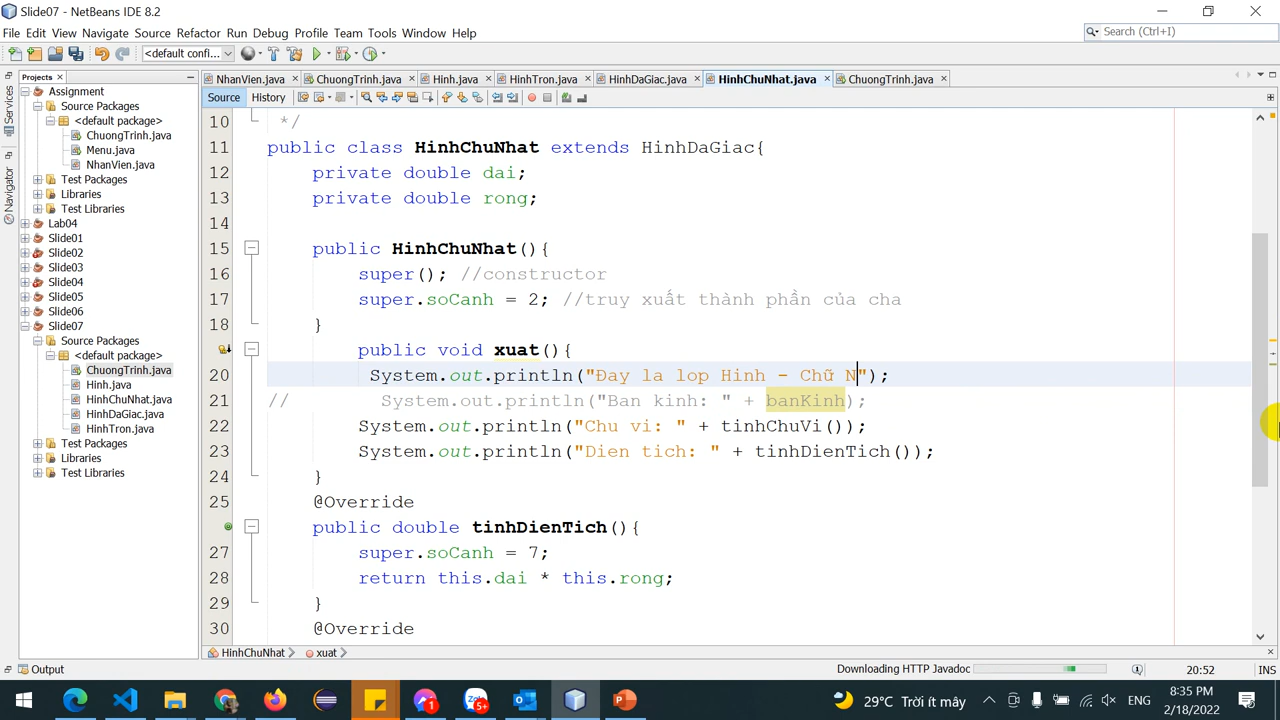 Slide07 - NetBeans IDE 8.2
File Edit View Navigate Source Refactor Run Debug Profile Team Tools Window Help
Search (Ctrl+I)
<default confi...
Projects
NhanVien.java ChuongTrinh.java Hinh.java HinhTron.java HinhDaGiac.java HinhChuNhat.java ChuongTrinh.java
Services
Navigator
Source History
Assignment
Source Packages
<default package>
ChuongTrinh.java
Menu.java
NhanVien.java
Test Packages
Libraries
Test Libraries
Lab04
Slide01
Slide02
Slide03
Slide04
Slide05
Slide06
Slide07
Source Packages
<default package>
ChuongTrinh.java
Hinh.java
HinhChuNhat.java
HinhDaGiac.java
HinhTron.java
Test Packages
Libraries
Test Libraries
10 */
11 public class HinhChuNhat extends HinhDaGiac{
12 private double dai;
13 private double rong;
14
15 public HinhChuNhat(){
16 super(); //constructor
17 super.soCanh = 2; //truy xuất thành phần của cha
18 }
public void xuat(){
20 System.out.println("Đay la lop Hinh - Chữ N");
21 // System.out.println("Ban kinh: " + banKinh);
22 System.out.println("Chu vi: " + tinhChuVi());
23 System.out.println("Dien tich: " + tinhDienTich());
24 }
25 @Override
public double tinhDienTich(){
27 super.soCanh = 7;
28 return this.dai * this.rong;
29 }
30 @Override
HinhChuNhat xuat
Output
Downloading HTTP Javadoc
20:52 INS
1
5+
29°C Trời ít mây
ENG
8:35 PM
2/18/2022